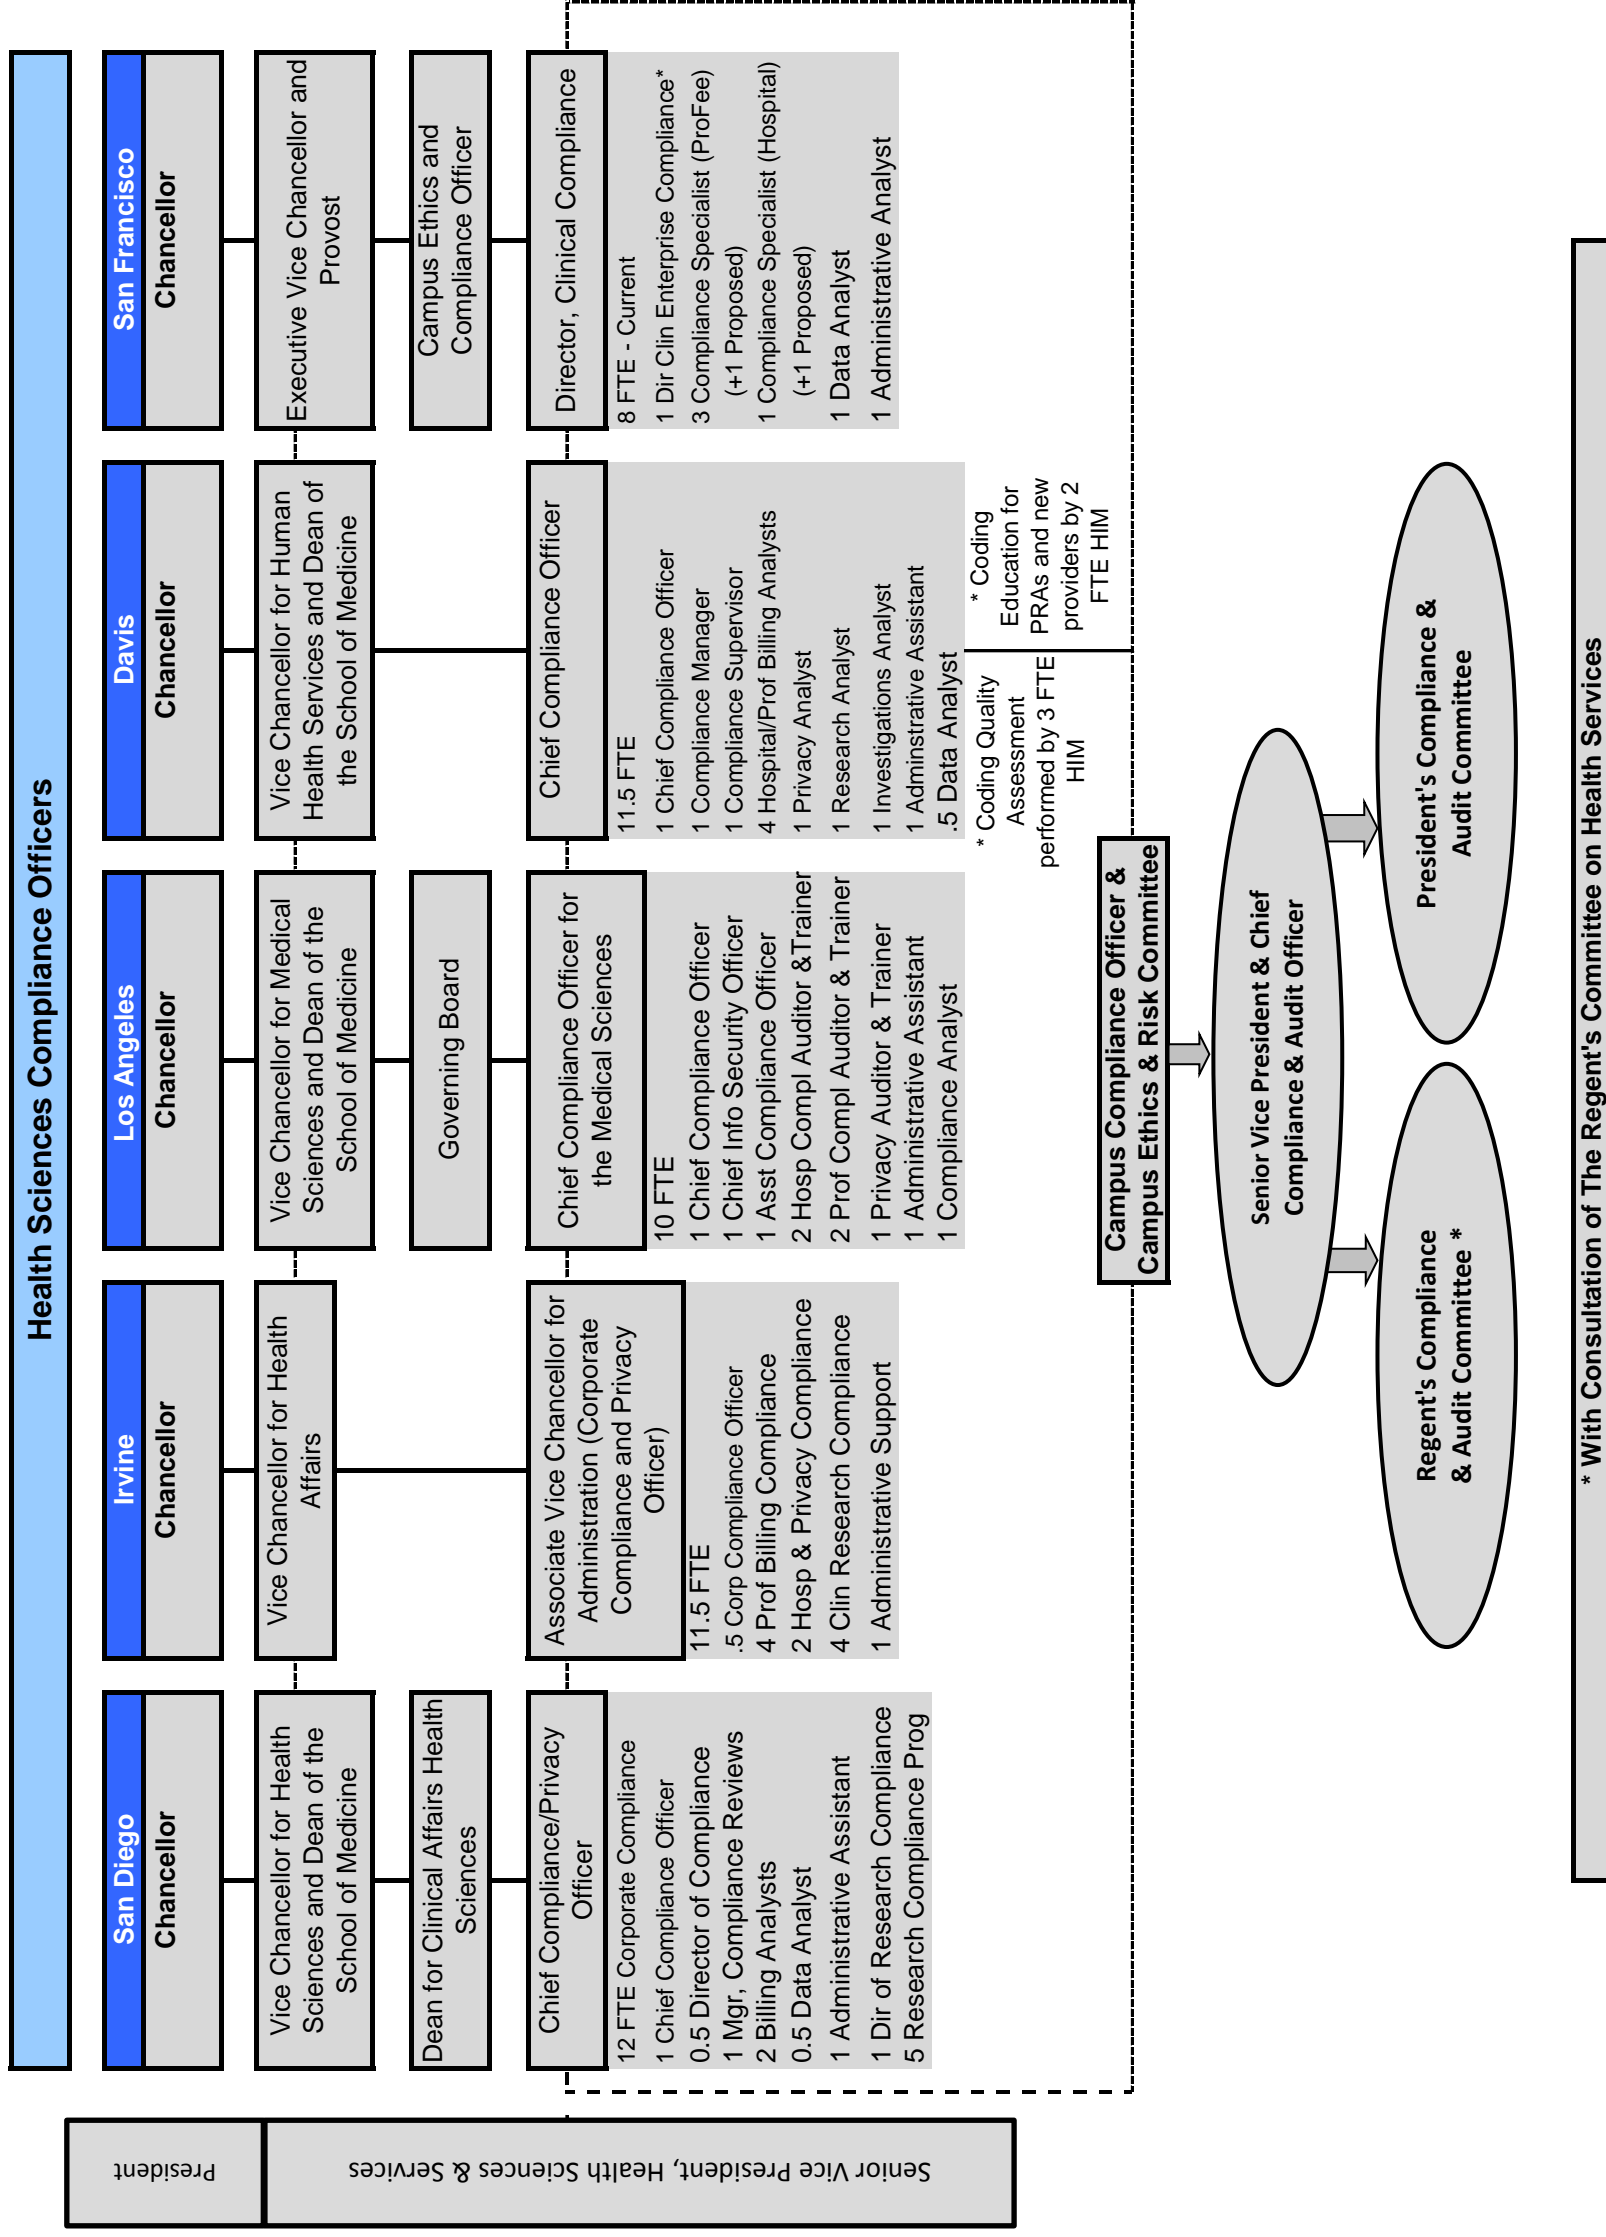 Health Sciences Compliance Officers
President
Senior Vice President, Health Sciences & Services
San Diego
Chancellor
Vice Chancellor for Health
Sciences and Dean of the
School of Medicine
Dean for Clinical Affairs Health
Sciences
Chief Compliance/Privacy
Officer
12 FTE Corporate Compliance
1 Chief Compliance Officer
0.5 Director of Compliance
1 Mgr, Compliance Reviews
2 Billing Analysts
0.5 Data Analyst
1 Administrative Assistant
1 Dir of Research Compliance
5 Research Compliance Prog
Irvine
Chancellor
Vice Chancellor for Health
Affairs
Associate Vice Chancellor for
Administration (Corporate
Compliance and Privacy
Officer)
11.5 FTE
.5 Corp Compliance Officer
4 Prof Billing Compliance
2 Hosp & Privacy Compliance
4 Clin Research Compliance
1 Administrative Support
Los Angeles
Chancellor
Vice Chancellor for Medical
Sciences and Dean of the
School of Medicine
Governing Board
Chief Compliance Officer for
the Medical Sciences
10 FTE
1 Chief Compliance Officer
1 Chief Info Security Officer
1 Asst Compliance Officer
2 Hosp Compl Auditor &Trainer
2 Prof Compl Auditor & Trainer
1 Privacy Auditor & Trainer
1 Administrative Assistant
1 Compliance Analyst
Davis
Chancellor
Vice Chancellor for Human
Health Services and Dean of
the School of Medicine
Chief Compliance Officer
11.5 FTE
1 Chief Compliance Officer
1 Compliance Manager
1 Compliance Supervisor
4 Hospital/Prof Billing Analysts
1 Privacy Analyst
1 Research Analyst
1 Investigations Analyst
1 Adminstrative Assistant
.5 Data Analyst
* Coding Quality
Assessment
performed by 3 FTE
HIM
* Coding
Education for
PRAs and new
providers by 2
FTE HIM
San Francisco
Chancellor
Executive Vice Chancellor and
Provost
Campus Ethics and
Compliance Officer
Director, Clinical Compliance
8 FTE - Current
1 Dir Clin Enterprise Compliance*
3 Compliance Specialist (ProFee)
(+1 Proposed)
1 Compliance Specialist (Hospital)
(+1 Proposed)
1 Data Analyst
1 Administrative Analyst
Campus Compliance Officer &
Campus Ethics & Risk Committee
Senior Vice President & Chief
Compliance & Audit Officer
Regent's Compliance
& Audit Committee *
President's Compliance &
Audit Committee
* With Consultation of The Regent's Committee on Health Services